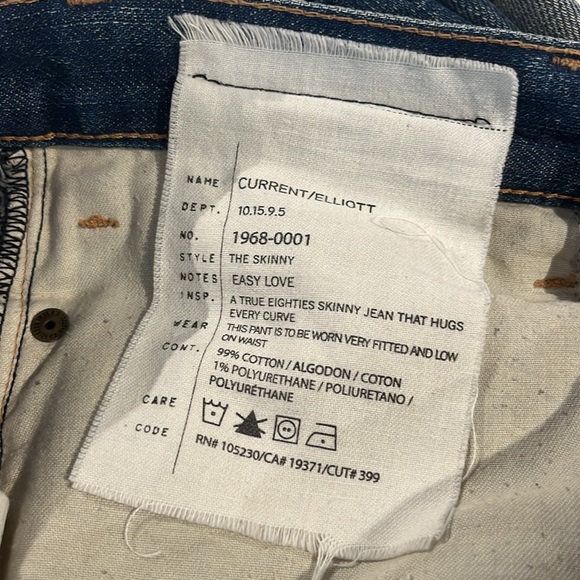 NAME CURRENT/ELLIOTT
DEPT. 10.15.9.5
NO. 1968-0001
STYLE THE SKINNY
NOTES EASY LOVE
INSP. A TRUE EIGHTIES SKINNY JEAN THAT HUGS
EVERY CURVE
WEAR THIS PANT IS TO BE WORN VERY FITTED AND LOW
ON WAIST
CONT. 99% COTTON / ALGODON / COTON
1% POLYURETHANE / POLIURETANO /
POLYURÉTHANE
CARE
CODE RN# 105230/CA# 19371/CUT# 399